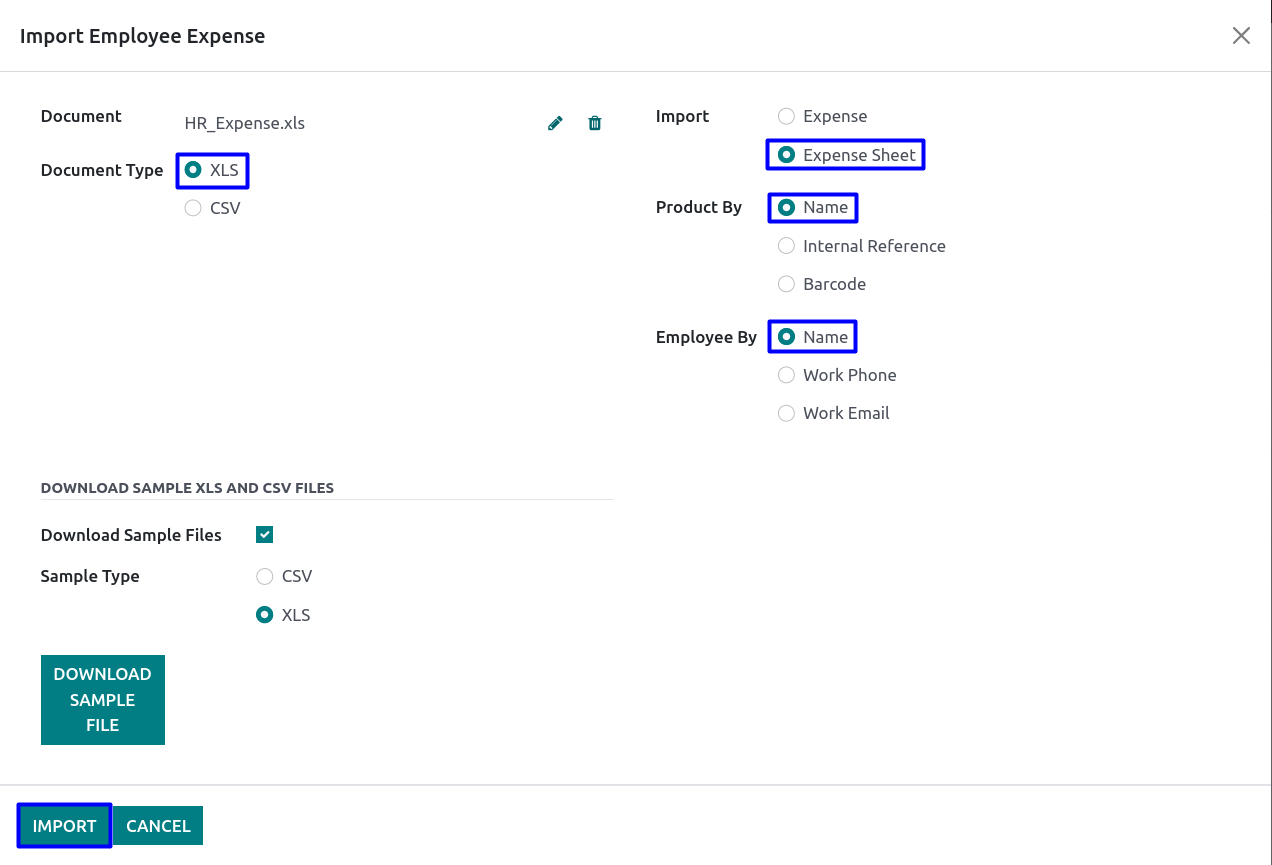 Import Employee Expense
Document
HR_Expense.xls
Document Type
XLS
CSV
Import
Expense
Expense Sheet
Product By
Name
Internal Reference
Barcode
Employee By
Name
Work Phone
Work Email
DOWNLOAD SAMPLE XLS AND CSV FILES
Download Sample Files
Sample Type
CSV
XLS
DOWNLOAD
SAMPLE
FILE
IMPORT
CANCEL